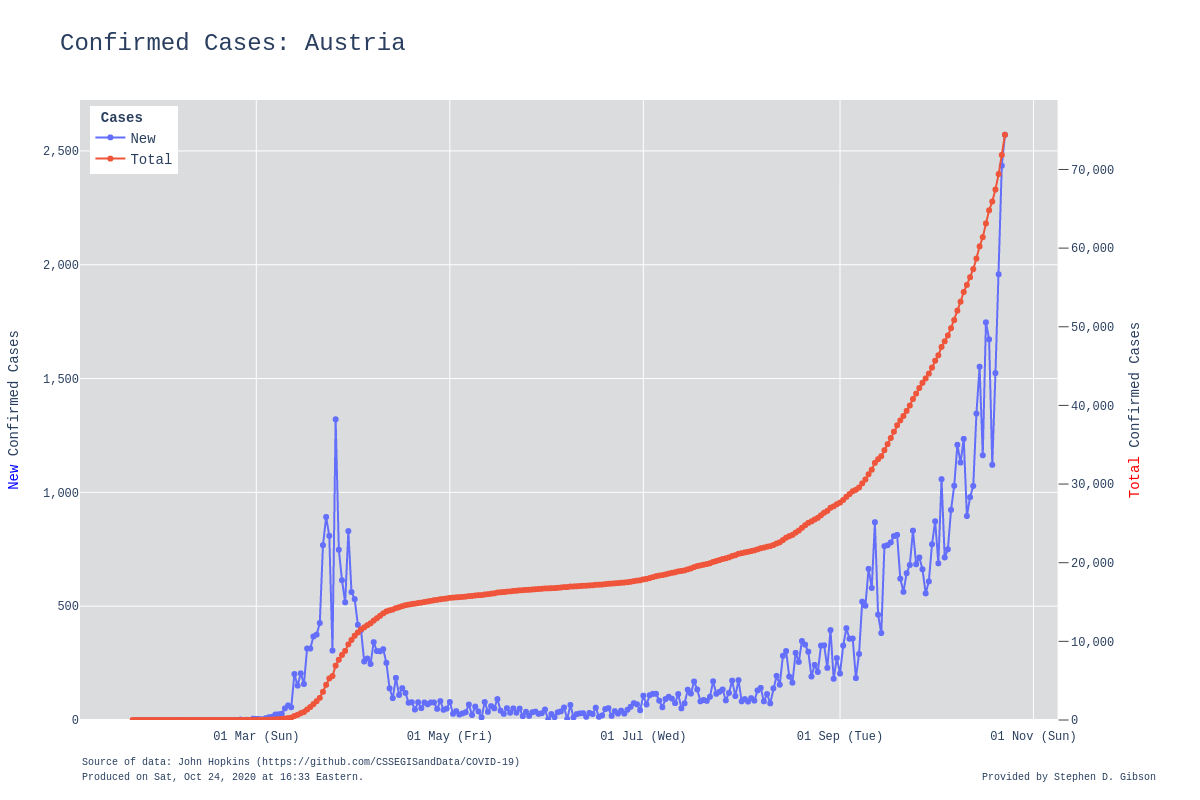 Confirmed Cases: Austria
Cases
New
Total
2,500
2,000
1,500
1,000
500
0
70,000
60,000
50,000
40,000
30,000
20,000
10,000
0
New Confirmed Cases
Total Confirmed Cases
01 Mar (Sun)
01 May (Fri)
01 Jul (Wed)
01 Sep (Tue)
01 Nov (Sun)
Source of data: John Hopkins (https://github.com/CSSEGISandData/COVID-19)
Produced on Sat, Oct 24, 2020 at 16:33 Eastern.
Provided by Stephen D. Gibson